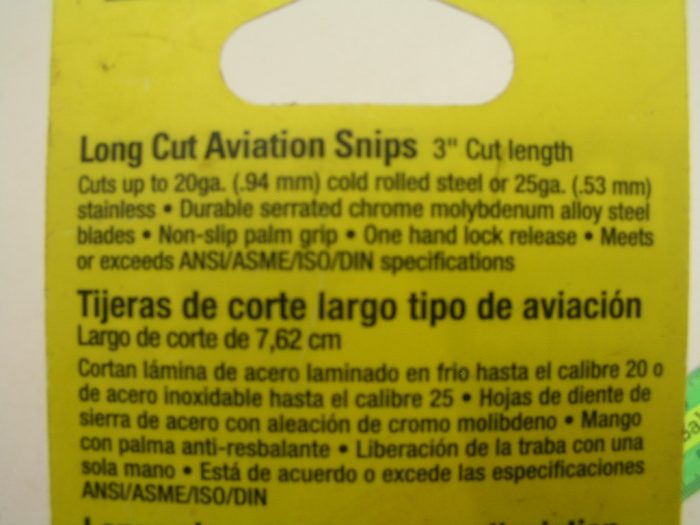 Long Cut Aviation Snips 3" Cut length
Cuts up to 20ga. (.94 mm) cold rolled steel or 25ga. (.53 mm)
stainless • Durable serrated chrome molybdenum alloy steel
blades • Non-slip palm grip • One hand lock release • Meets
or exceeds ANSI/ASME/ISO/DIN specifications
Tijeras de corte largo tipo de aviación
Largo de corte de 7,62 cm
Cortan lámina de acero laminado en frio hasta el calibre 20 o
de acero inoxidable hasta el calibre 25 • Hojas de diente de
sierra de acero con aleación de cromo molibdeno • Mango
con palma anti-resbalante • Liberación de la traba con una
sola mano • Está de acuerdo o excede las especificaciones
ANSI/ASME/ISO/DIN